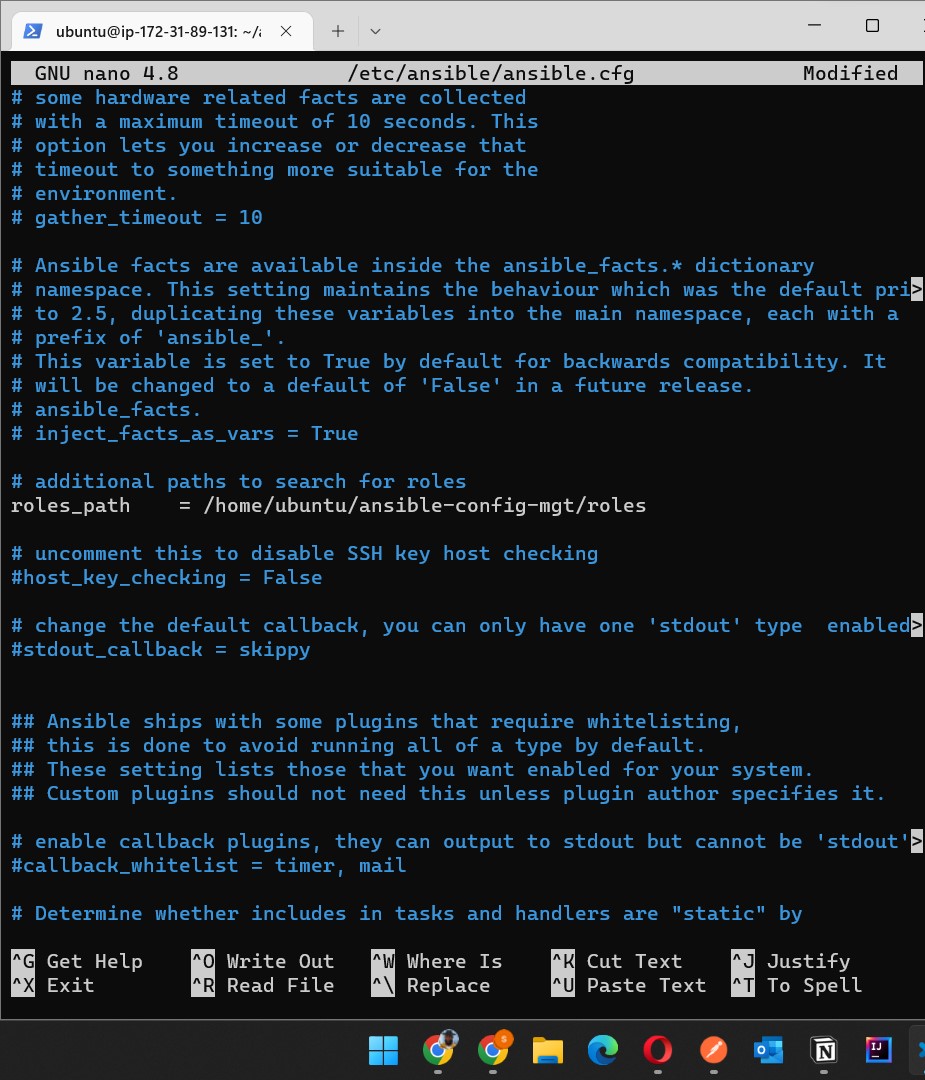 ubuntu@ip-172-31-89-131: ~/a
GNU nano 4.8 /etc/ansible/ansible.cfg Modified
# some hardware related facts are collected
# with a maximum timeout of 10 seconds. This
# option lets you increase or decrease that
# timeout to something more suitable for the
# environment.
# gather_timeout = 10
# Ansible facts are available inside the ansible_facts.* dictionary
# namespace. This setting maintains the behaviour which was the default pri>
# to 2.5, duplicating these variables into the main namespace, each with a
# prefix of 'ansible_'.
# This variable is set to True by default for backwards compatibility. It
# will be changed to a default of 'False' in a future release.
# ansible_facts.
# inject_facts_as_vars = True
# additional paths to search for roles
roles_path    = /home/ubuntu/ansible-config-mgt/roles
# uncomment this to disable SSH key host checking
#host_key_checking = False
# change the default callback, you can only have one 'stdout' type  enabled>
#stdout_callback = skippy
## Ansible ships with some plugins that require whitelisting,
## this is done to avoid running all of a type by default.
## These setting lists those that you want enabled for your system.
## Custom plugins should not need this unless plugin author specifies it.
# enable callback plugins, they can output to stdout but cannot be 'stdout'>
#callback_whitelist = timer, mail
# Determine whether includes in tasks and handlers are "static" by
^G Get Help ^O Write Out ^W Where Is ^K Cut Text ^J Justify
^X Exit ^R Read File ^\ Replace ^U Paste Text ^T To Spell